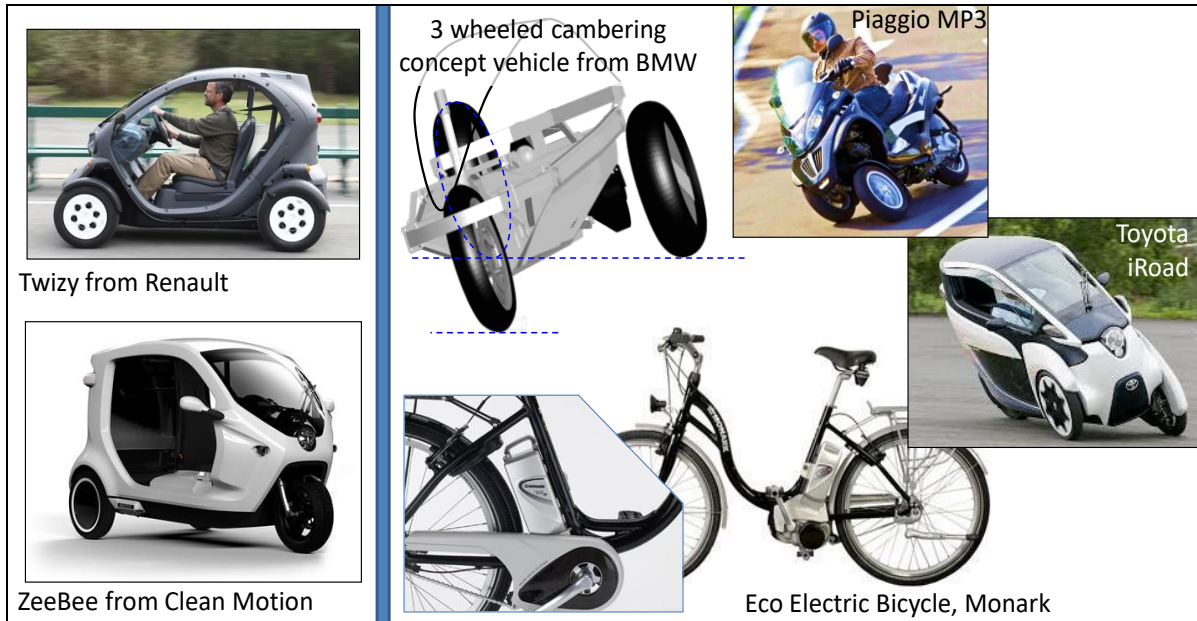 Twizy from Renault
ZeeBee from Clean Motion
3 wheeled cambering
concept vehicle from BMW
Piaggio MP3
Toyota
iRoad
MONARK
Eco Electric Bicycle, Monark